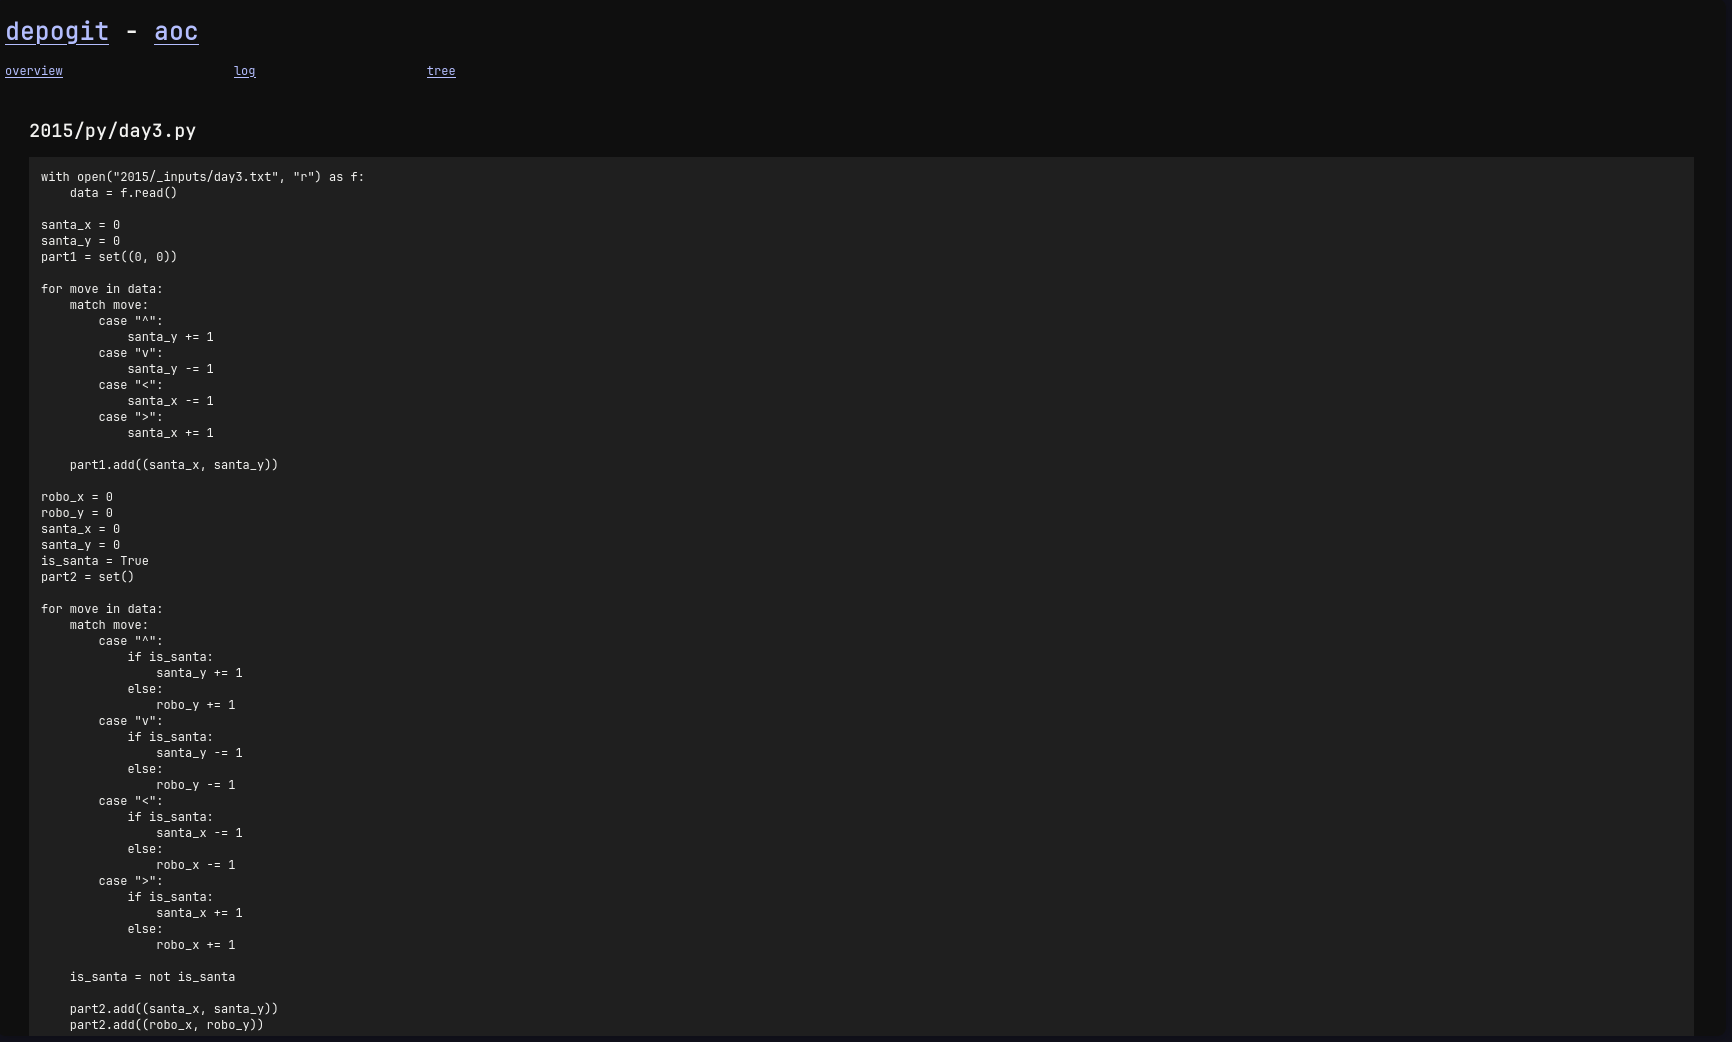 depogit - aoc
overview log tree
2015/py/day3.py
with open("2015/_inputs/day3.txt", "r") as f:
    data = f.read()

santa_x = 0
santa_y = 0
part1 = set((0, 0))

for move in data:
    match move:
        case "^":
            santa_y += 1
        case "v":
            santa_y -= 1
        case "<":
            santa_x -= 1
        case ">":
            santa_x += 1

    part1.add((santa_x, santa_y))

robo_x = 0
robo_y = 0
santa_x = 0
santa_y = 0
is_santa = True
part2 = set()

for move in data:
    match move:
        case "^":
            if is_santa:
                santa_y += 1
            else:
                robo_y += 1
        case "v":
            if is_santa:
                santa_y -= 1
            else:
                robo_y -= 1
        case "<":
            if is_santa:
                santa_x -= 1
            else:
                robo_x -= 1
        case ">":
            if is_santa:
                santa_x += 1
            else:
                robo_x += 1

    is_santa = not is_santa

    part2.add((santa_x, santa_y))
    part2.add((robo_x, robo_y))